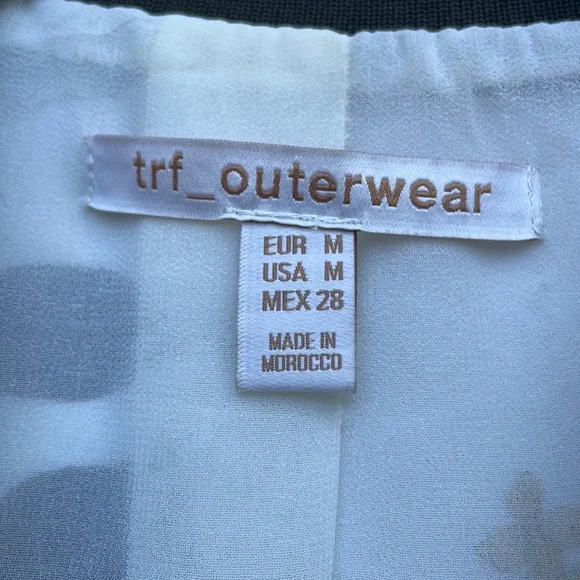 trf_outerwear
EUR M
USA M
MEX 28
MADE IN
MOROCCO